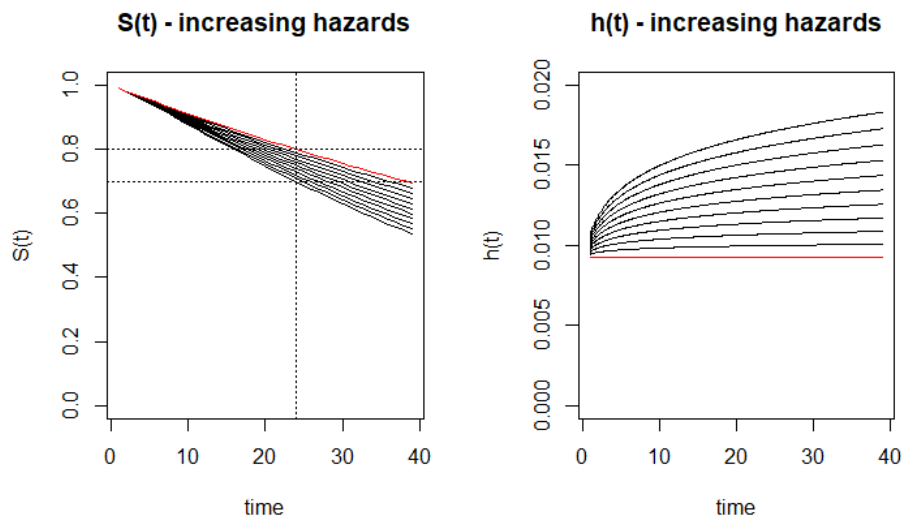 S(t) - increasing hazards
S(t)
1.0
0.8
0.6
0.4
0.2
0.0
0 10 20 30 40
time
h(t) - increasing hazards
h(t)
0.020
0.015
0.010
0.005
0.000
0 10 20 30 40
time